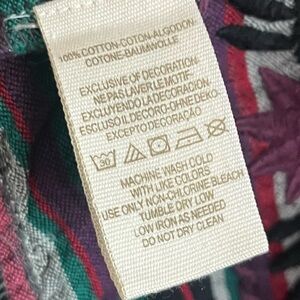 100% COTTON-COTON-ALGODON-
COTONE-BAUMWOLLE
EXCLUSIVE OF DECORATION-
NE PAS LAVER LE MOTIF-
EXCLUYENDO LA DECORACION-
ESCLUSO IL DECORO-OHNE DEKO-
EXCEPTO DECORAÇÃO
MACHINE WASH COLD
WITH LIKE COLORS
USE ONLY NON-CHLORINE BLEACH
TUMBLE DRY LOW
LOW IRON AS NEEDED
DO NOT DRY CLEAN